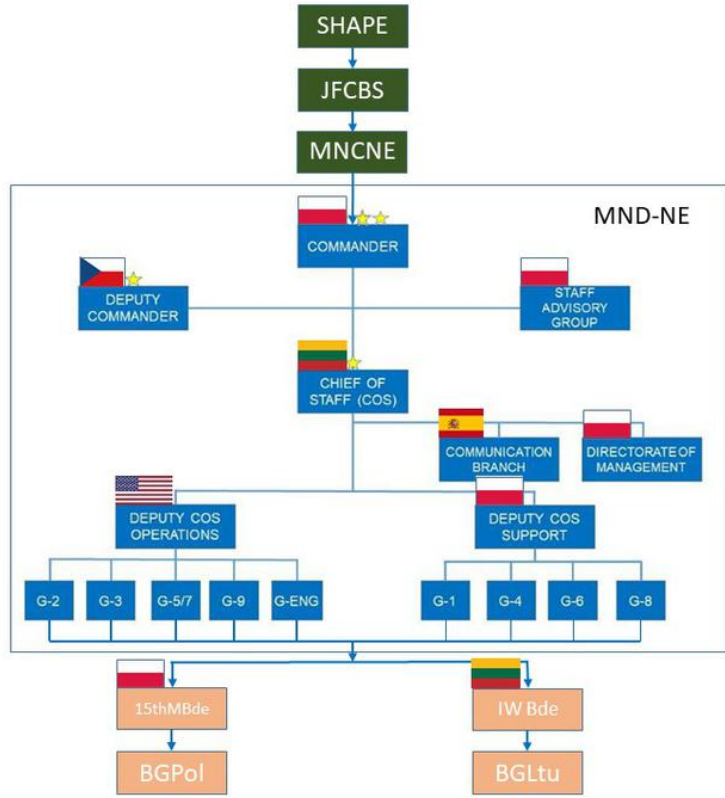 SHAPE
JFCBS
MNCNE
MND-NE
COMMANDER
DEPUTY
COMMANDER
STAFF
ADVISORY
GROUP
CHIEF OF
STAFF (COS)
COMMUNICATION
BRANCH
DIRECTORATE OF
MANAGEMENT
DEPUTY COS
OPERATIONS
DEPUTY COS
SUPPORT
G-2
G-3
G-5/7
G-9
G-ENG
G-1
G-4
G-6
G-8
15thMBde
IW Bde
BGPol
BGLtu